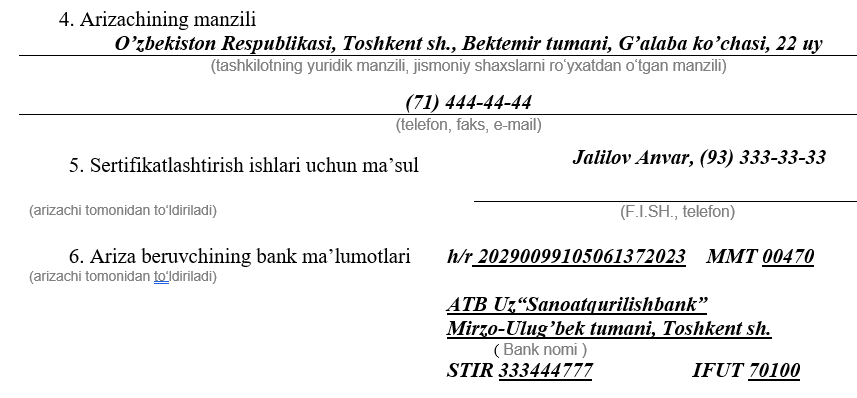 4. Arizachining manzili
O’zbekiston Respublikasi, Toshkent sh., Bektemir tumani, G’alaba ko’chasi, 22 uy
(tashkilotning yuridik manzili, jismoniy shaxslarni ro‘yxatdan o‘tgan manzili)
(71) 444-44-44
(telefon, faks, e-mail)
5. Sertifikatlashtirish ishlari uchun ma’sul
Jalilov Anvar, (93) 333-33-33
(arizachi tomonidan to‘ldiriladi)
(F.I.SH., telefon)
6. Ariza beruvchining bank ma’lumotlari
h/r 20290099105061372023 MMT 00470
(arizachi tomonidan to‘ldiriladi)
ATB Uz“Sanoatqurilishbank”
Mirzo-Ulug’bek tumani, Toshkent sh.
( Bank nomi )
STIR 333444777 IFUT 70100